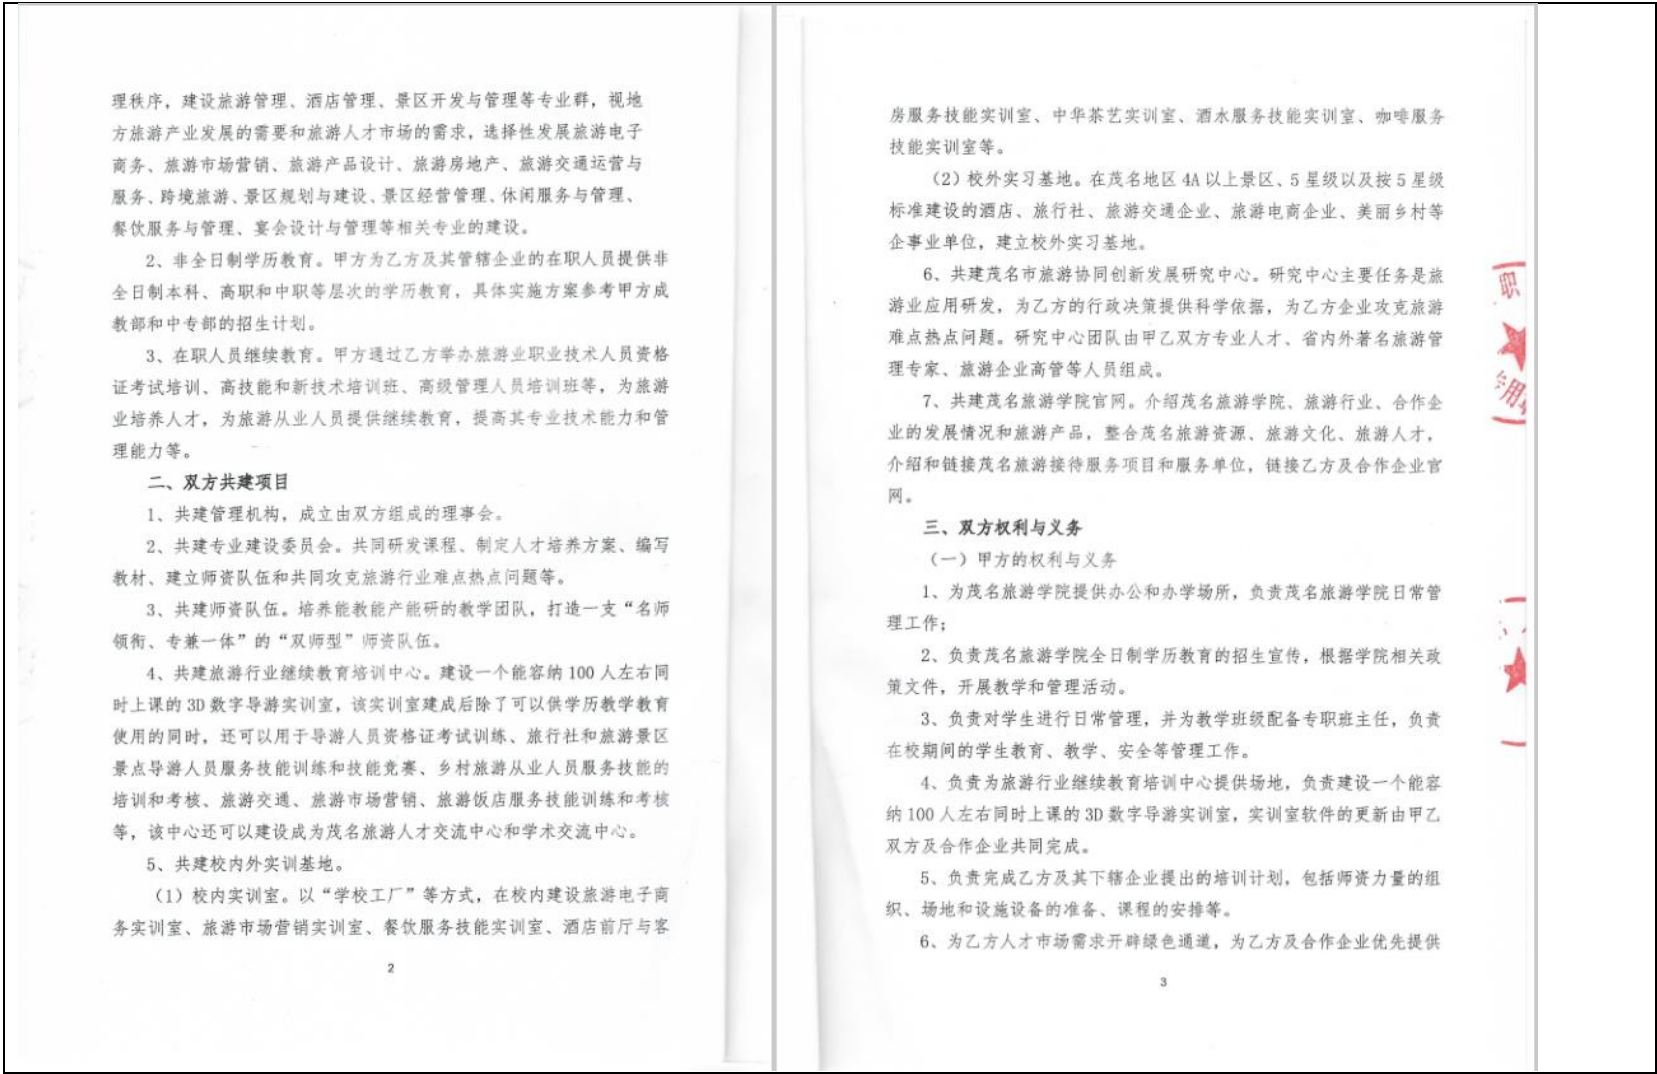 理秩序，建设旅游管理、酒店管理、景区开发与管理等专业群，视地
方旅游产业发展的需要和旅游人才市场的需求，选择性发展旅游电子
商务、旅游市场营销、旅游产品设计、旅游房地产、旅游交通运营与
服务、跨境旅游、景区规划与建设、景区经营管理、休闲服务与管理、
餐饮服务与管理、宴会设计与管理等相关专业的建设。
2、非全日制学历教育。甲方为乙方及其管辖企业的在职人员提供非
全日制本科、高职和中职等层次的学历教育，具体实施方案参考甲方成
教部和中专部的招生计划。
3、在职人员继续教育。甲方通过乙方举办旅游业职业技术人员资格
证考试培训、高技能和新技术培训班、高级管理人员培训班等，为旅游
业培养人才，为旅游从业人员提供继续教育，提高其专业技术能力和管
理能力等。
二、双方共建项目
1、共建管理机构，成立由双方组成的理事会。
2、共建专业建设委员会。共同研发课程、制定人才培养方案、编写
教材、建立师资队伍和共同攻克旅游行业难点热点问题等。
3、共建师资队伍。培养能教能产能研的教学团队，打造一支“名师
领衔、专兼一体”的“双师型”师资队伍。
4、共建旅游行业继续教育培训中心。建设一个能容纳 100 人左右同
时上课的 3D 数字导游实训室，该实训室建成后除了可以供学历教学教育
使用的同时，还可以用于导游人员资格证考试训练、旅行社和旅游景区
景点导游人员服务技能训练和技能竞赛、乡村旅游从业人员服务技能的
培训和考核、旅游交通、旅游市场营销、旅游饭店服务技能训练和考核
等，该中心还可以建设成为茂名旅游人才交流中心和学术交流中心。
5、共建校内外实训基地。
（1）校内实训室。以“学校工厂”等方式，在校内建设旅游电子商
务实训室、旅游市场营销实训室、餐饮服务技能实训室、酒店前厅与客
2
房服务技能实训室、中华茶艺实训室、酒水服务技能实训室、咖啡服务
技能实训室等。
（2）校外实习基地。在茂名地区 4A 以上景区、5 星级以及按 5 星级
标准建设的酒店、旅行社、旅游交通企业、旅游电商企业、美丽乡村等
企事业单位，建立校外实习基地。
6、共建茂名市旅游协同创新发展研究中心。研究中心主要任务是旅
游业应用研发，为乙方的行政决策提供科学依据，为乙方企业攻克旅游
难点热点问题。研究中心团队由甲乙双方专业人才、省内外著名旅游管
理专家、旅游企业高管等人员组成。
7、共建茂名旅游学院官网。介绍茂名旅游学院、旅游行业、合作企
业的发展情况和旅游产品，整合茂名旅游资源、旅游文化、旅游人才，
介绍和链接茂名旅游接待服务项目和服务单位，链接乙方及合作企业官
网。
三、双方权利与义务
（一）甲方的权利与义务
1、为茂名旅游学院提供办公和办学场所，负责茂名旅游学院日常管
理工作；
2、负责茂名旅游学院全日制学历教育的招生宣传，根据学院相关政
策文件，开展教学和管理活动。
3、负责对学生进行日常管理，并为教学班级配备专职班主任，负责
在校期间的学生教育、教学、安全等管理工作。
4、负责为旅游行业继续教育培训中心提供场地，负责建设一个能容
纳 100 人左右同时上课的 3D 数字导游实训室，实训室软件的更新由甲乙
双方及合作企业共同完成。
5、负责完成乙方及其下辖企业提出的培训计划，包括师资力量的组
织、场地和设施设备的准备、课程的安排等。
6、为乙方人才市场需求开辟绿色通道，为乙方及合作企业优先提供
3
职
用